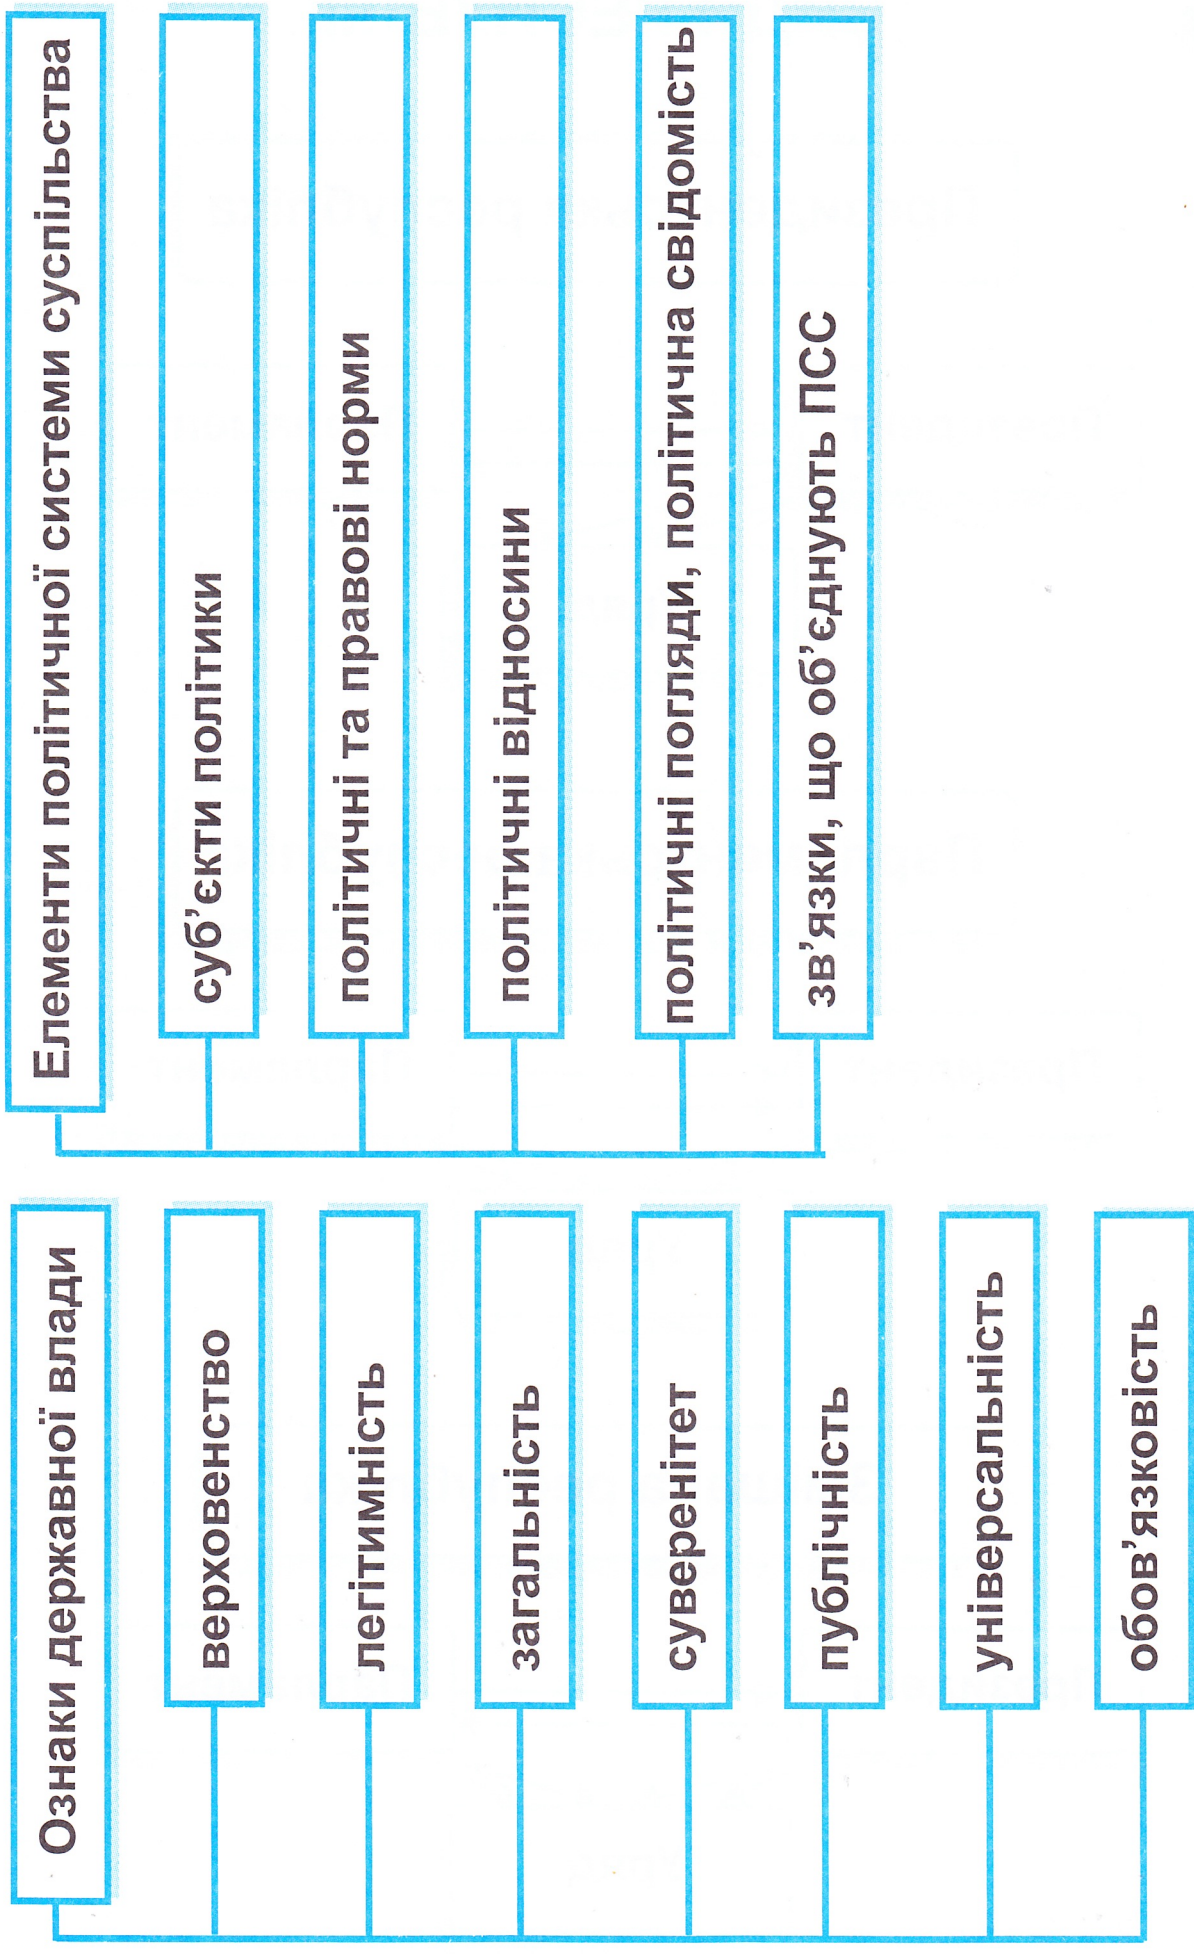 Ознаки державної влади
верховенство
легітимність
загальність
суверенітет
публічність
універсальність
обов’язковість
Елементи політичної системи суспільства
суб’єкти політики
політичні та правові норми
політичні відносини
політичні погляди, політична свідомість
зв’язки, що об’єднують ПСС